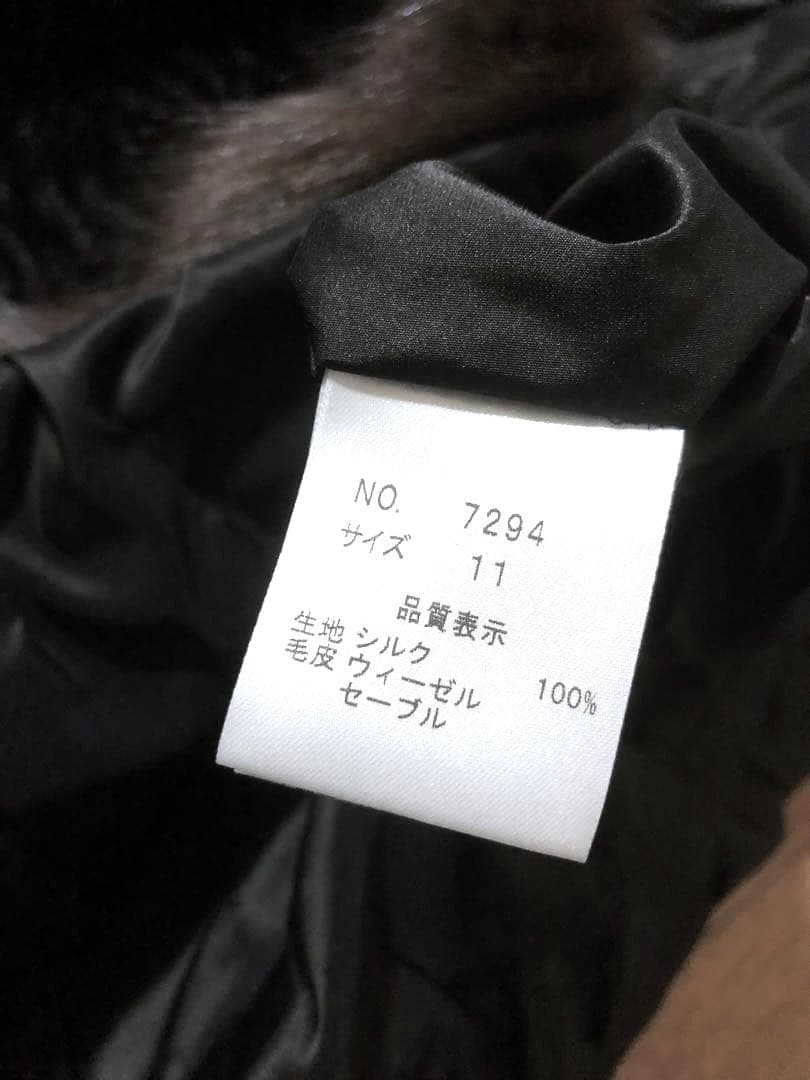 NO. 7294
サイズ 11
品質表示
生地 シルク 100%
毛皮 ウィーゼル
セーブル